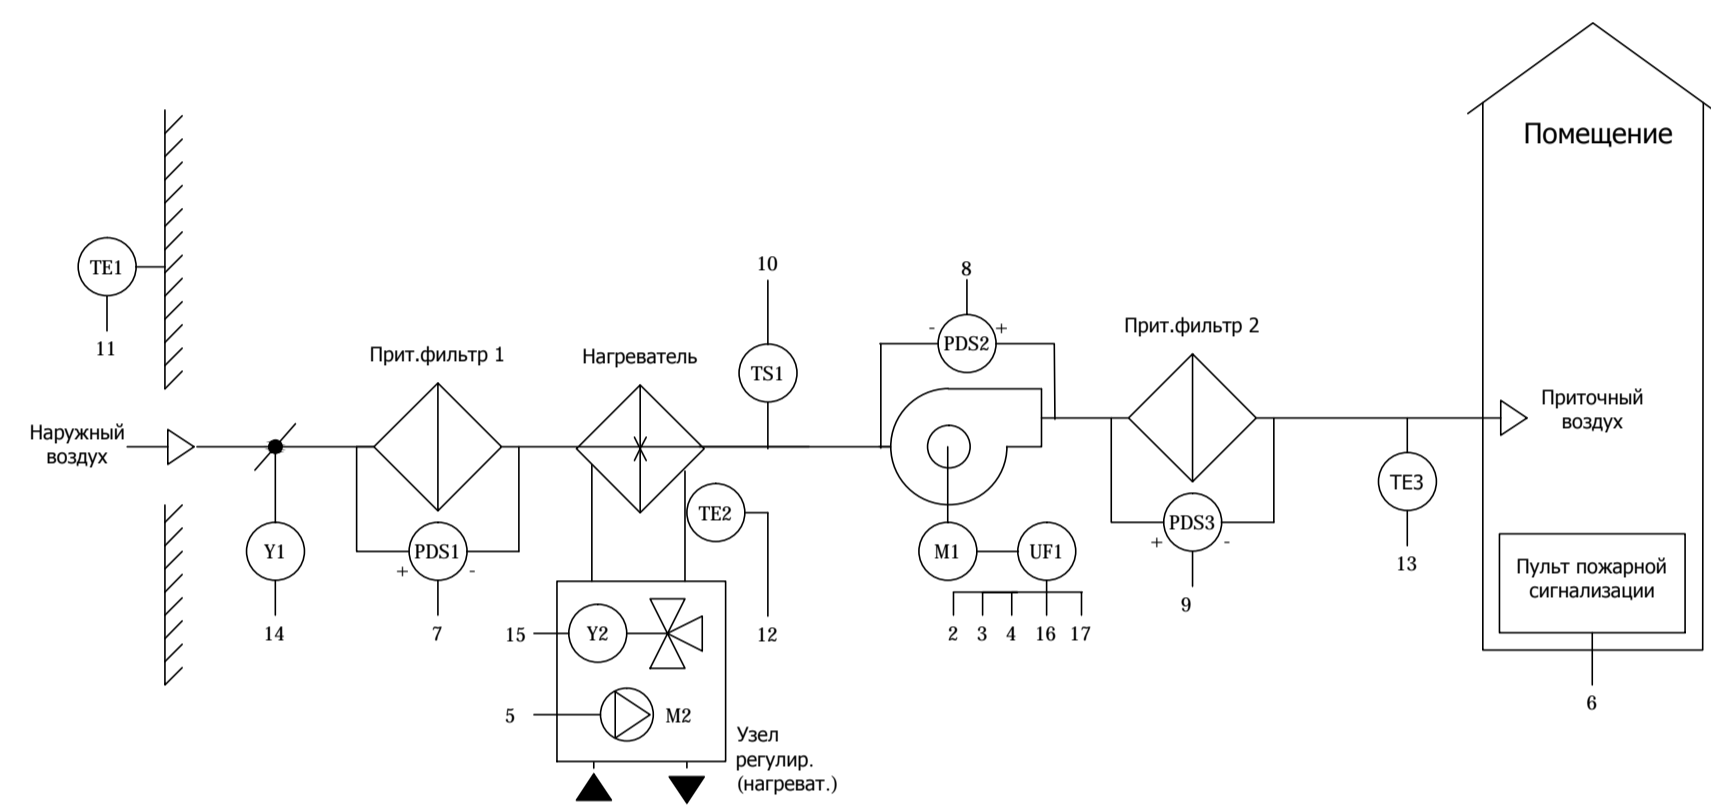 Помещение
TE1
11
10
8
- PDS2 +
Прит.фильтр 1
Нагреватель
TS1
Прит.фильтр 2
Наружный
воздух
Приточный
воздух
TE2
TE3
Y1
PDS1
+ -
M1
UF1
PDS3
+ -
13
Пульт пожарной
сигнализации
14
7
15
Y2
12
2 3 4 16 17
9
5
M2
6
Узел
регулир.
(нагреват.)